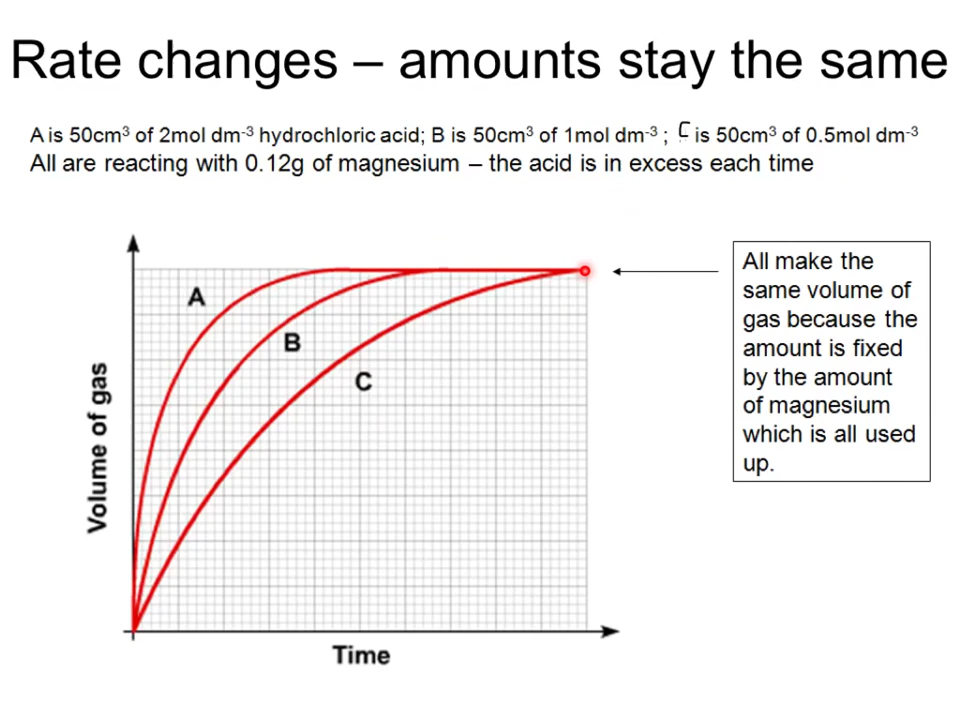 Rate changes – amounts stay the same
A is 50cm³ of 2mol dm⁻³ hydrochloric acid; B is 50cm³ of 1mol dm⁻³ ; C is 50cm³ of 0.5mol dm⁻³
All are reacting with 0.12g of magnesium – the acid is in excess each time
All make the
same volume of
gas because the
amount is fixed
by the amount
of magnesium
which is all used
up.
A
B
C
Volume of gas
Time